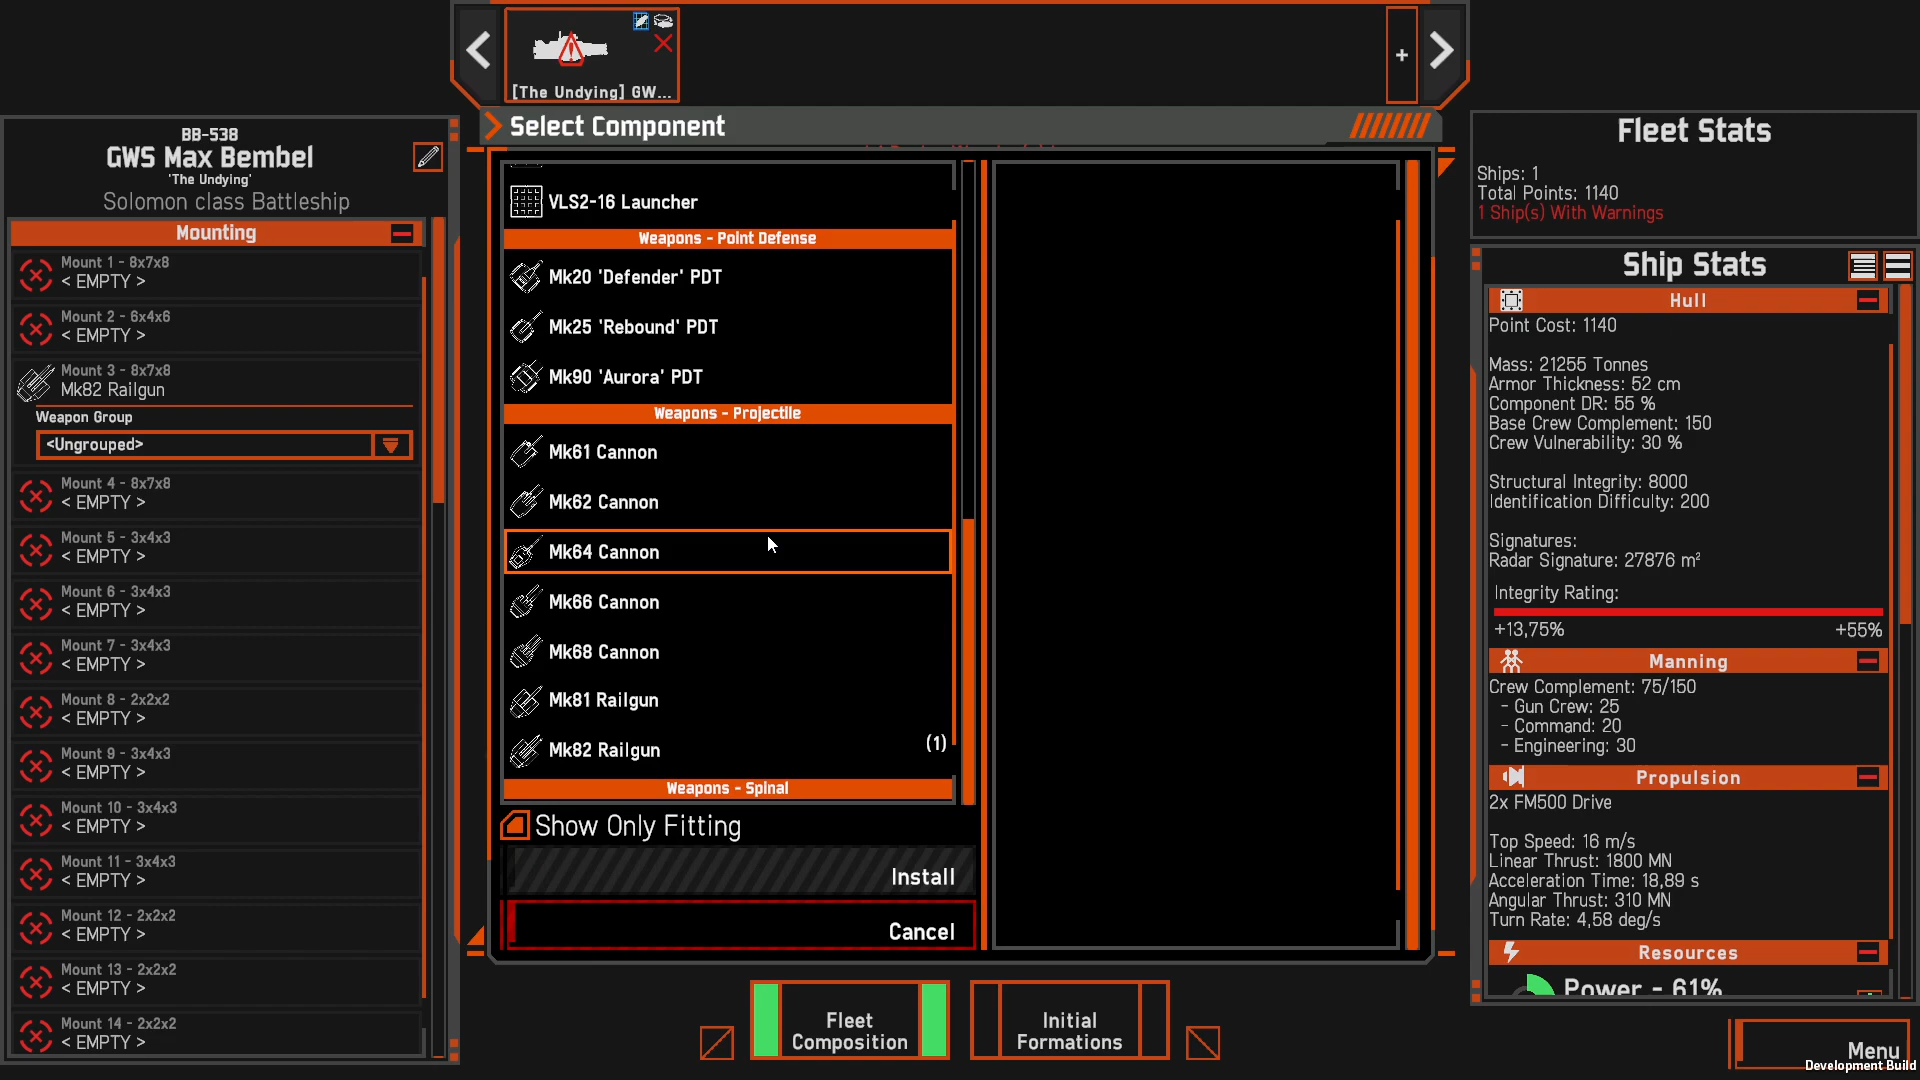 [The Undying] GW...
+
Select Component
BB-538
GWS Max Bembel
'The Undying'
Solomon class Battleship
Mounting
Mount 1 - 8x7x8
< EMPTY >
Mount 2 - 6x4x6
< EMPTY >
Mount 3 - 8x7x8
Mk82 Railgun
Weapon Group
<Ungrouped>
Mount 4 - 8x7x8
< EMPTY >
Mount 5 - 3x4x3
< EMPTY >
Mount 6 - 3x4x3
< EMPTY >
Mount 7 - 3x4x3
< EMPTY >
Mount 8 - 2x2x2
< EMPTY >
Mount 9 - 3x4x3
< EMPTY >
Mount 10 - 3x4x3
< EMPTY >
Mount 11 - 3x4x3
< EMPTY >
Mount 12 - 2x2x2
< EMPTY >
Mount 13 - 2x2x2
< EMPTY >
Mount 14 - 2x2x2
< EMPTY >
VLS2-16 Launcher
Weapons - Point Defense
Mk20 'Defender' PDT
Mk25 'Rebound' PDT
Mk90 'Aurora' PDT
Weapons - Projectile
Mk61 Cannon
Mk62 Cannon
Mk64 Cannon
Mk66 Cannon
Mk68 Cannon
Mk81 Railgun
Mk82 Railgun (1)
Weapons - Spinal
Show Only Fitting
Install
Cancel
Fleet Composition
Initial Formations
Fleet Stats
Ships: 1
Total Points: 1140
1 Ship(s) With Warnings
Ship Stats
Hull
Point Cost: 1140
Mass: 21255 Tonnes
Armor Thickness: 52 cm
Component DR: 55 %
Base Crew Complement: 150
Crew Vulnerability: 30 %
Structural Integrity: 8000
Identification Difficulty: 200
Signatures:
Radar Signature: 27876 m²
Integrity Rating:
+13,75% +55%
Manning
Crew Complement: 75/150
- Gun Crew: 25
- Command: 20
- Engineering: 30
Propulsion
2x FM500 Drive
Top Speed: 16 m/s
Linear Thrust: 1800 MN
Acceleration Time: 18,89 s
Angular Thrust: 310 MN
Turn Rate: 4,58 deg/s
Resources
Power - 61%
Menu
Development Build